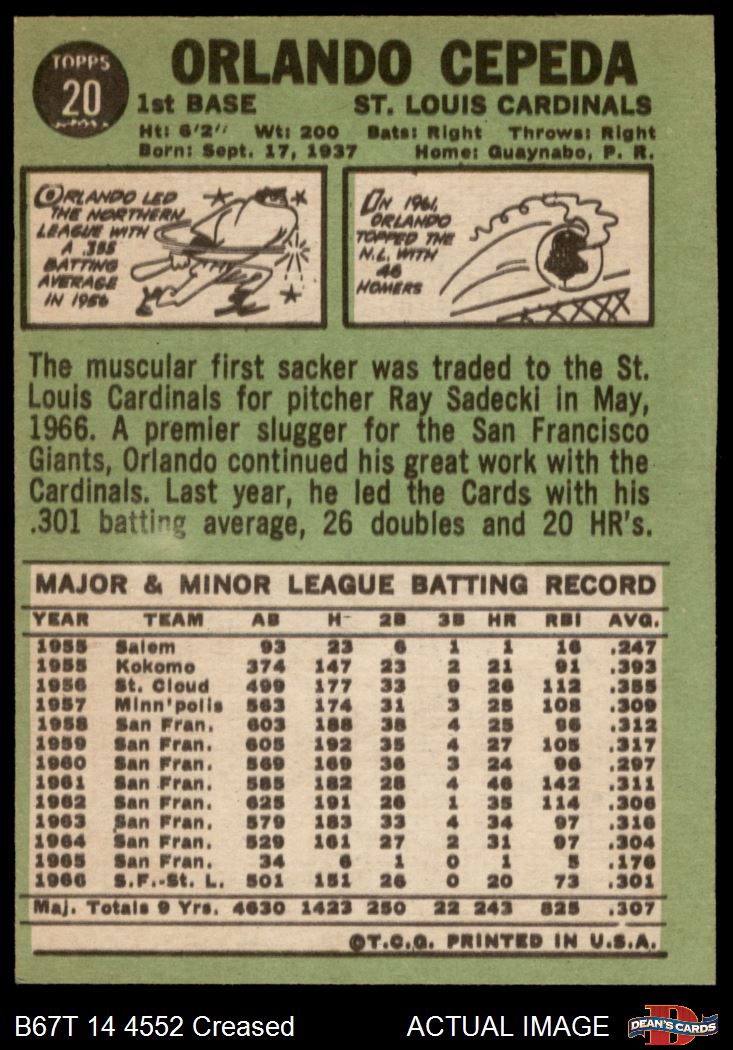 TOPPS
20
ORLANDO CEPEDA
1st BASE ST. LOUIS CARDINALS
Ht: 6'2" Wt: 200 Bats: Right Throws: Right
Born: Sept. 17, 1937 Home: Guaynabo, P. R.
ORLANDO LED
THE NORTHERN
LEAGUE WITH
A .355
BATTING
AVERAGE
IN 1956
IN 1961,
ORLANDO
TOPPED THE
N.L. WITH
46
HOMERS
The muscular first sacker was traded to the St.
Louis Cardinals for pitcher Ray Sadecki in May,
1966. A premier slugger for the San Francisco
Giants, Orlando continued his great work with the
Cardinals. Last year, he led the Cards with his
.301 batting average, 26 doubles and 20 HR's.
MAJOR & MINOR LEAGUE BATTING RECORD
YEAR TEAM AB H 2B 3B HR RBI AVG.
1955 Salem 93 23 6 1 1 16 .247
1955 Kokomo 374 147 23 2 21 91 .393
1956 St. Cloud 499 177 33 9 26 112 .355
1957 Minn'polis 563 174 31 3 25 108 .309
1958 San Fran. 603 188 38 4 25 96 .312
1959 San Fran. 605 192 35 4 27 105 .317
1960 San Fran. 569 169 36 3 24 96 .297
1961 San Fran. 585 182 28 4 46 142 .311
1962 San Fran. 625 191 26 1 35 114 .306
1963 San Fran. 579 183 33 4 34 97 .316
1964 San Fran. 529 161 27 2 31 97 .304
1965 San Fran. 34 6 1 0 1 5 .176
1966 S.F.-St. L. 501 151 26 0 20 73 .301
Maj. Totals 9 Yrs. 4630 1423 250 22 243 825 .307
©T.C.G. PRINTED IN U.S.A.
B67T 14 4552 Creased ACTUAL IMAGE
DEAN'S CARDS